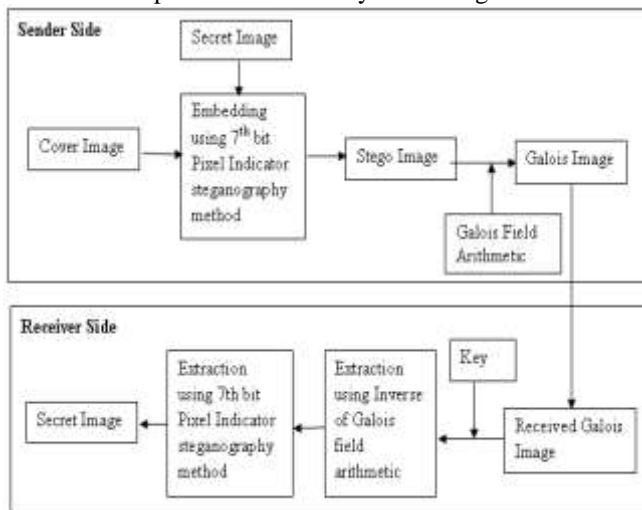 Sender Side
Secret Image
Cover Image
Embedding
using 7th bit
Pixel Indicator
steganography
method
Stego Image
Galois Image
Galois Field
Arithmetic
Receiver Side
Key
Secret Image
Extraction
using 7th bit
Pixel Indicator
steganography
method
Extraction
using Inverse
of Galois
field
arithmetic
Received Galois
Image